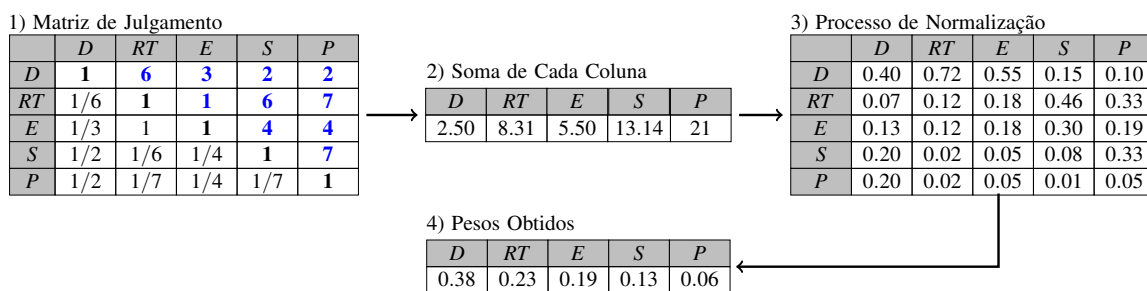 1) Matriz de Julgamento
D RT E S P
D 1 6 3 2 2
RT 1/6 1 1 6 7
E 1/3 1 1 4 4
S 1/2 1/6 1/4 1 7
P 1/2 1/7 1/4 1/7 1
2) Soma de Cada Coluna
D RT E S P
2.50 8.31 5.50 13.14 21
3) Processo de Normalização
D RT E S P
D 0.40 0.72 0.55 0.15 0.10
RT 0.07 0.12 0.18 0.46 0.33
E 0.13 0.12 0.18 0.30 0.19
S 0.20 0.02 0.05 0.08 0.33
P 0.20 0.02 0.05 0.01 0.05
4) Pesos Obtidos
D RT E S P
0.38 0.23 0.19 0.13 0.06